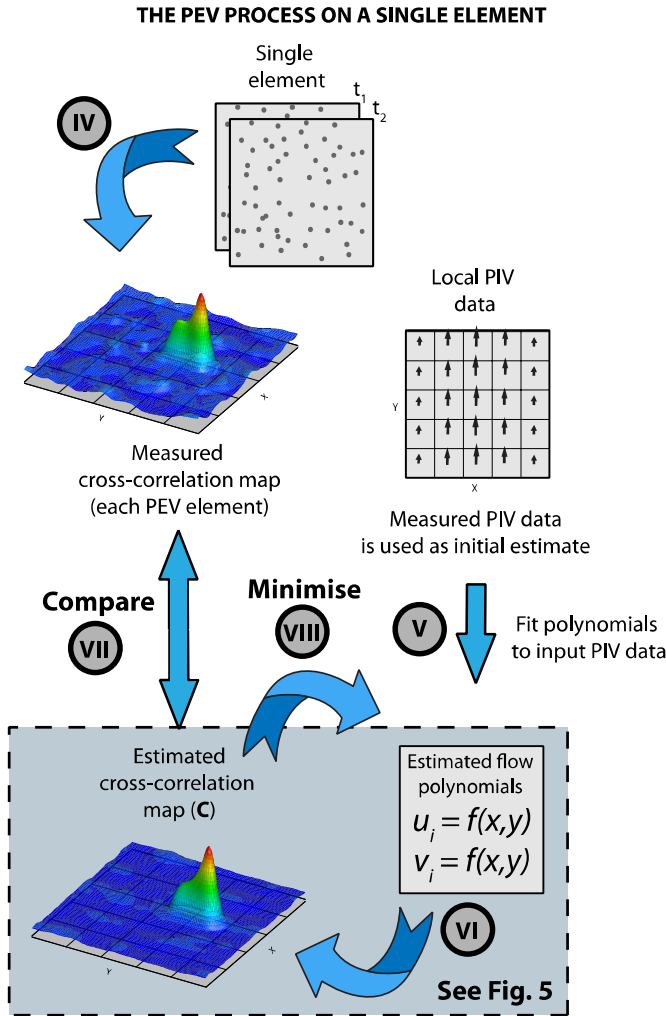 THE PEV PROCESS ON A SINGLE ELEMENT
Single
element
t1
t2
IV
Y
X
Measured
cross-correlation map
(each PEV element)
Local PIV
data
Y
X
Measured PIV data
is used as initial estimate
Compare
VII
Minimise
VIII
V
Fit polynomials
to input PIV data
Estimated
cross-correlation
map (C)
Y
X
Estimated flow
polynomials
ui = f(x,y)
vi = f(x,y)
VI
See Fig. 5